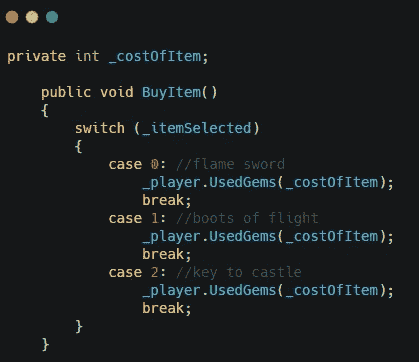 private int _costOfItem;
public void BuyItem()
{
switch (_itemSelected)
{
case 0: //flame sword
_player.UsedGems(_costOfItem);
break;
case 1: //boots of flight
_player.UsedGems(_costOfItem);
break;
case 2: //key to castle
_player.UsedGems(_costOfItem);
break;
}
}